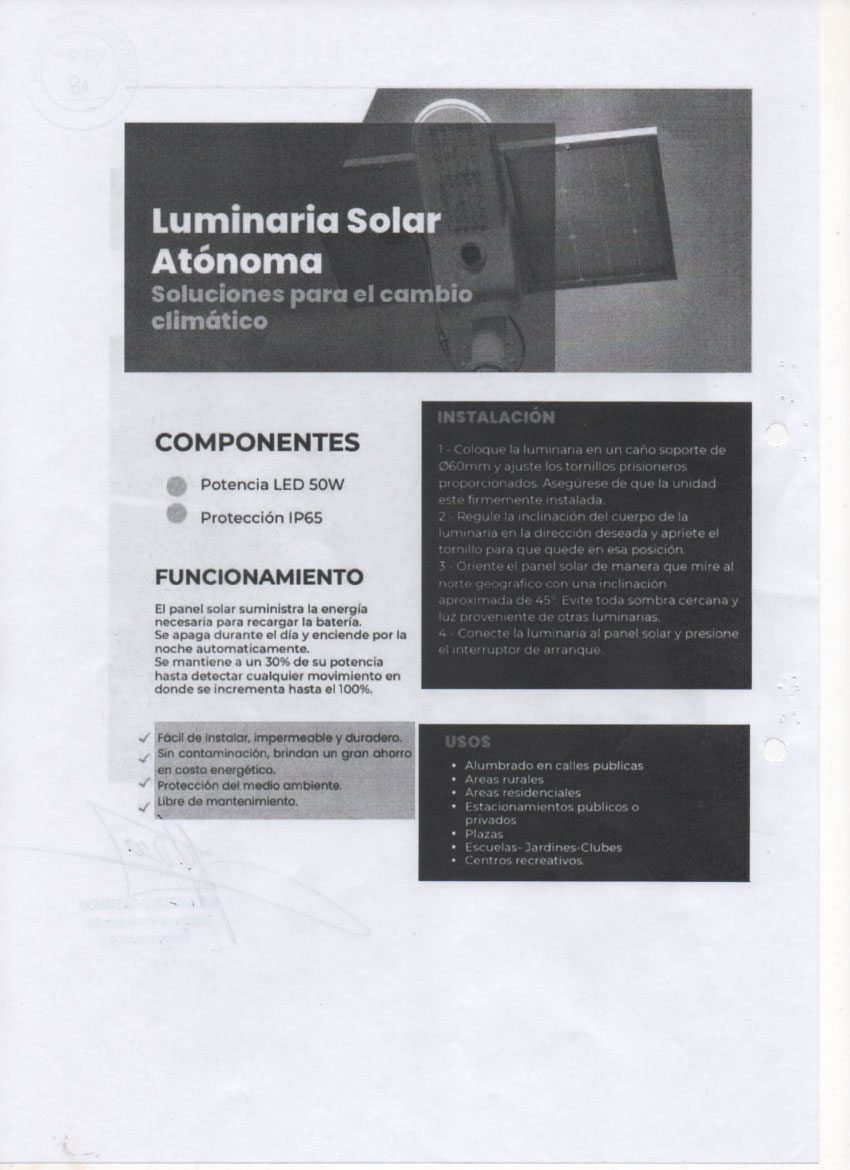 Luminaria Solar
Atónoma
Soluciones para el cambio
climático
COMPONENTES
Potencia LED 50W
Protección IP65
FUNCIONAMIENTO
El panel solar suministra la energía
necesaria para recargar la batería.
Se apaga durante el día y enciende por la
noche automaticamente.
Se mantiene a un 30% de su potencia
hasta detectar cualquier movimiento en
donde se incrementa hasta el 100%.
Fácil de instalar, impermeable y duradero.
Sin contaminación, brindan un gran ahorro
en costo energético.
Protección del medio ambiente.
Libre de mantenimiento.
INSTALACIÓN
1 - Coloque la luminaria en un caño soporte de
Ø60mm y ajuste los tornillos prisioneros
proporcionados. Asegúrese de que la unidad
este firmemente instalada.
2 - Regule la inclinación del cuerpo de la
luminaria en la dirección deseada y apriete el
tornillo para que quede en esa posición.
3 - Oriente el panel solar de manera que mire al
norte geografico con una inclinación
aproximada de 45°. Evite toda sombra cercana y
luz proveniente de otras luminarias.
4 - Conecte la luminaria al panel solar y presione
el interruptor de arranque.
USOS
• Alumbrado en calles publicas
• Areas rurales
• Areas residenciales
• Estacionamientos públicos o
privados
• Plazas
• Escuelas- Jardines-Clubes
• Centros recreativos.